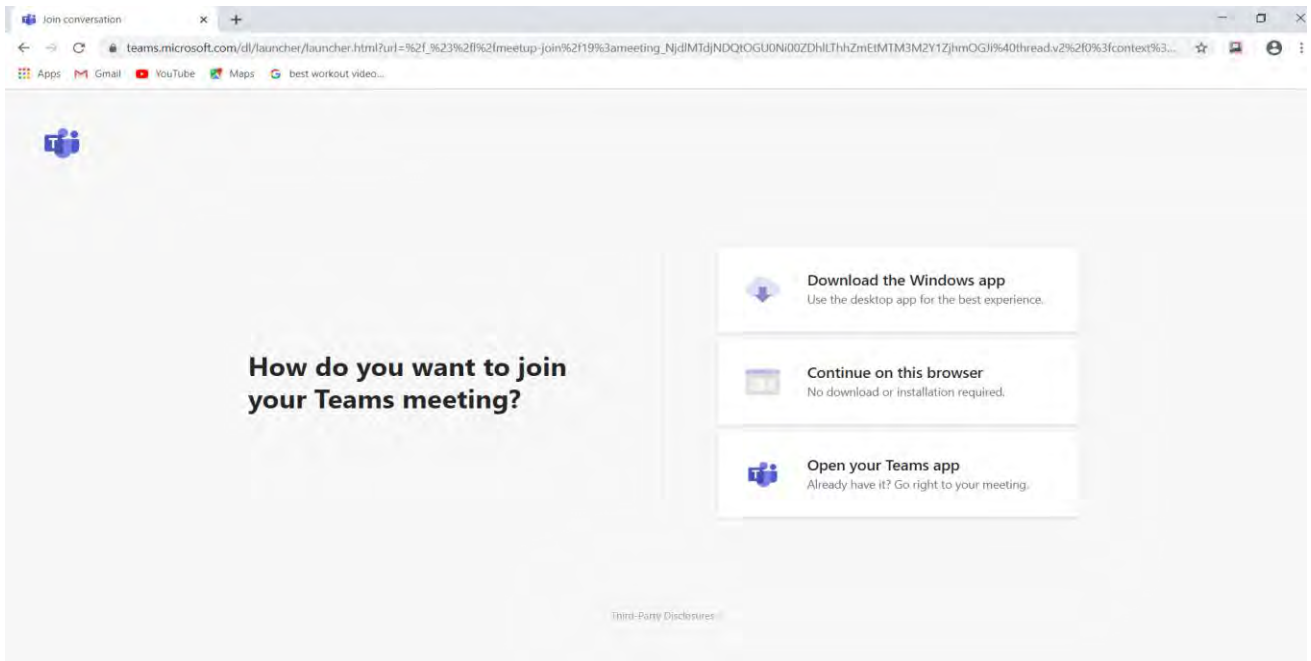 Join conversation
teams.microsoft.com/dl/launcher/launcher.html?url=%2f_%23%2fl%2fmeetup-join%2f19%3ameeting_NjdlMTdjNDQtOGU0Ni00ZDhlLThhZmEtMTM3M2Y1ZjhmOGJi%40thread.v2%2f0%3fcontext%3...
Apps Gmail YouTube Maps best workout video...
Download the Windows app
Use the desktop app for the best experience.
How do you want to join
your Teams meeting?
Continue on this browser
No download or installation required.
Open your Teams app
Already have it? Go right to your meeting.
Third-Party Disclosures